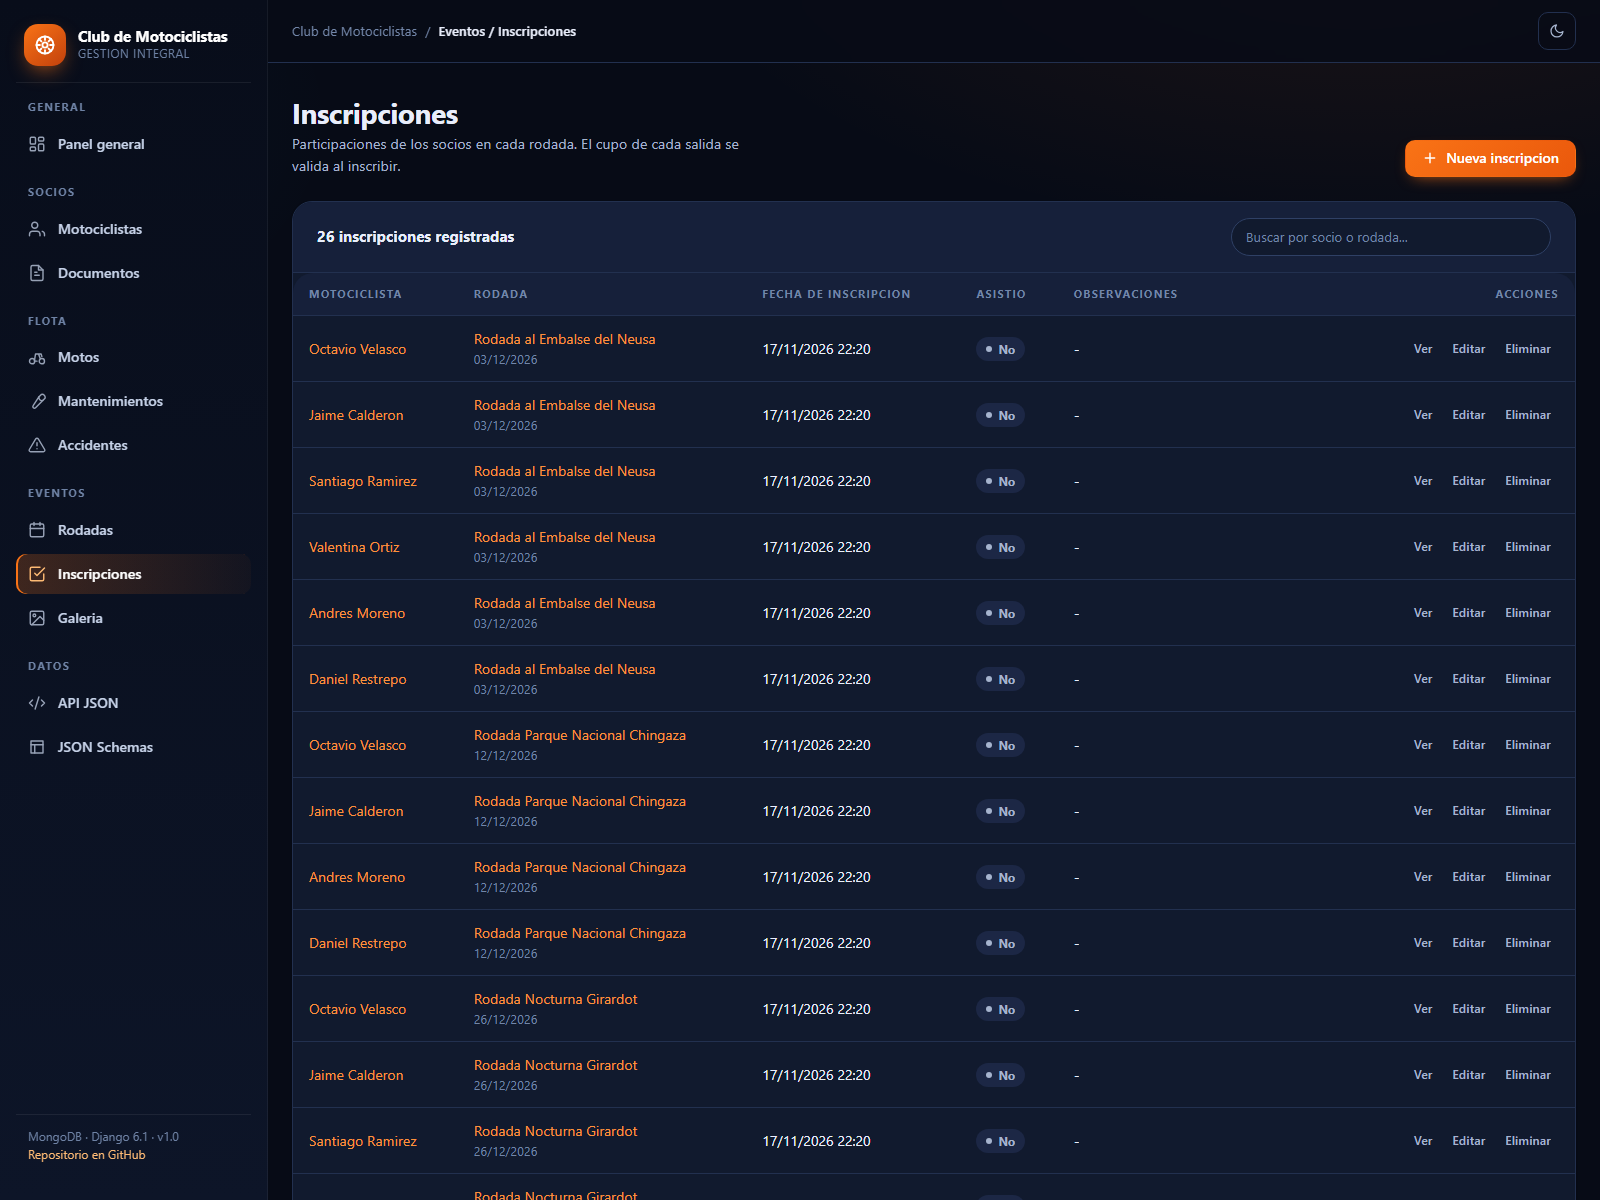 Club de Motociclistas
GESTION INTEGRAL
GENERAL
Panel general
SOCIOS
Motociclistas
Documentos
FLOTA
Motos
Mantenimientos
Accidentes
EVENTOS
Rodadas
Inscripciones
Galeria
DATOS
API JSON
JSON Schemas
MongoDB · Django 6.1 · v1.0
Repositorio en GitHub
Club de Motociclistas / Eventos / Inscripciones
Inscripciones
Participaciones de los socios en cada rodada. El cupo de cada salida se
valida al inscribir.
+ Nueva inscripcion
26 inscripciones registradas
Buscar por socio o rodada...
MOTOCICLISTA RODADA FECHA DE INSCRIPCION ASISTIO OBSERVACIONES ACCIONES
Octavio Velasco Rodada al Embalse del Neusa 17/11/2026 22:20 No - Ver Editar Eliminar
03/12/2026
Jaime Calderon Rodada al Embalse del Neusa 17/11/2026 22:20 No - Ver Editar Eliminar
03/12/2026
Santiago Ramirez Rodada al Embalse del Neusa 17/11/2026 22:20 No - Ver Editar Eliminar
03/12/2026
Valentina Ortiz Rodada al Embalse del Neusa 17/11/2026 22:20 No - Ver Editar Eliminar
03/12/2026
Andres Moreno Rodada al Embalse del Neusa 17/11/2026 22:20 No - Ver Editar Eliminar
03/12/2026
Daniel Restrepo Rodada al Embalse del Neusa 17/11/2026 22:20 No - Ver Editar Eliminar
03/12/2026
Octavio Velasco Rodada Parque Nacional Chingaza 17/11/2026 22:20 No - Ver Editar Eliminar
12/12/2026
Jaime Calderon Rodada Parque Nacional Chingaza 17/11/2026 22:20 No - Ver Editar Eliminar
12/12/2026
Andres Moreno Rodada Parque Nacional Chingaza 17/11/2026 22:20 No - Ver Editar Eliminar
12/12/2026
Daniel Restrepo Rodada Parque Nacional Chingaza 17/11/2026 22:20 No - Ver Editar Eliminar
12/12/2026
Octavio Velasco Rodada Nocturna Girardot 17/11/2026 22:20 No - Ver Editar Eliminar
26/12/2026
Jaime Calderon Rodada Nocturna Girardot 17/11/2026 22:20 No - Ver Editar Eliminar
26/12/2026
Santiago Ramirez Rodada Nocturna Girardot 17/11/2026 22:20 No - Ver Editar Eliminar
26/12/2026
Rodada Nocturna Girardot